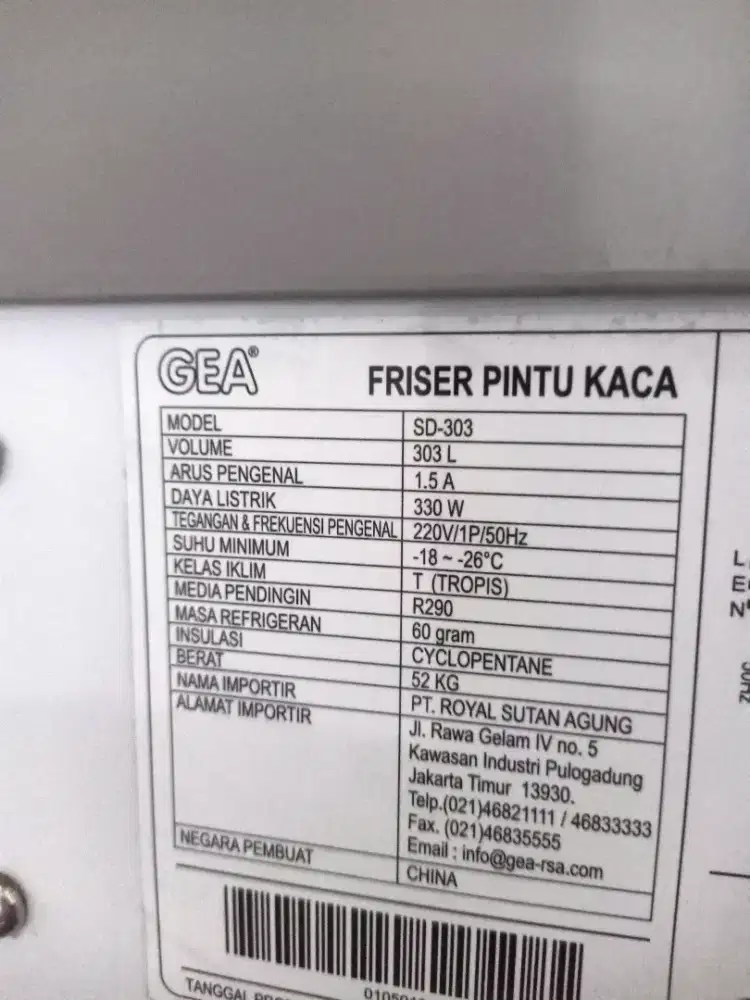 GEA®
FRISER PINTU KACA
MODEL SD-303
VOLUME 303 L
ARUS PENGENAL 1.5 A
DAYA LISTRIK 330 W
TEGANGAN & FREKUENSI PENGENAL 220V/1P/50Hz
SUHU MINIMUM -18 ~ -26°C
KELAS IKLIM T (TROPIS)
MEDIA PENDINGIN R290
MASA REFRIGERAN 60 gram
INSULASI CYCLOPENTANE
BERAT 52 KG
NAMA IMPORTIR PT. ROYAL SUTAN AGUNG
ALAMAT IMPORTIR Jl. Rawa Gelam IV no. 5
Kawasan Industri Pulogadung
Jakarta Timur 13930.
Telp.(021)46821111 / 46833333
Fax. (021)46835555
Email : info@gea-rsa.com
NEGARA PEMBUAT CHINA
TANGGAL